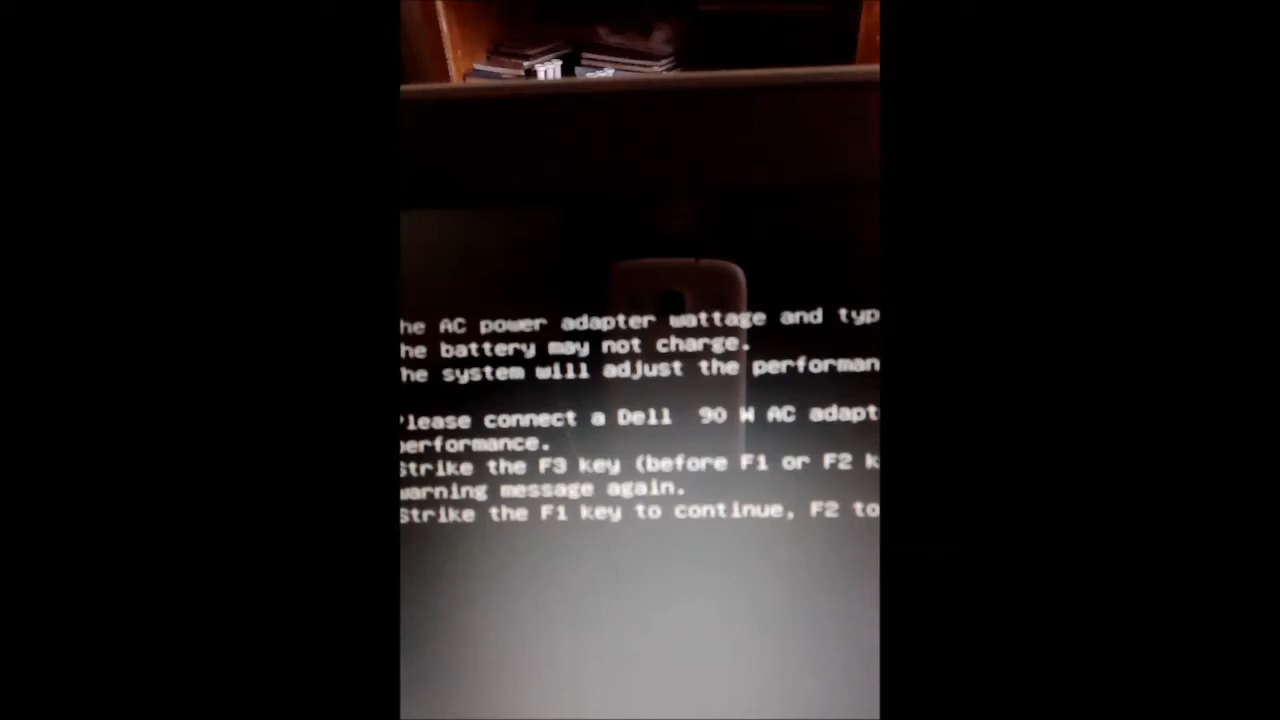 he AC power adapter wattage and typ
he battery may not charge.
he system will adjust the performan
lease connect a Dell 90 W AC adapt
performance.
Strike the F3 key (before F1 or F2 k
warning message again.
Strike the F1 key to continue, F2 to